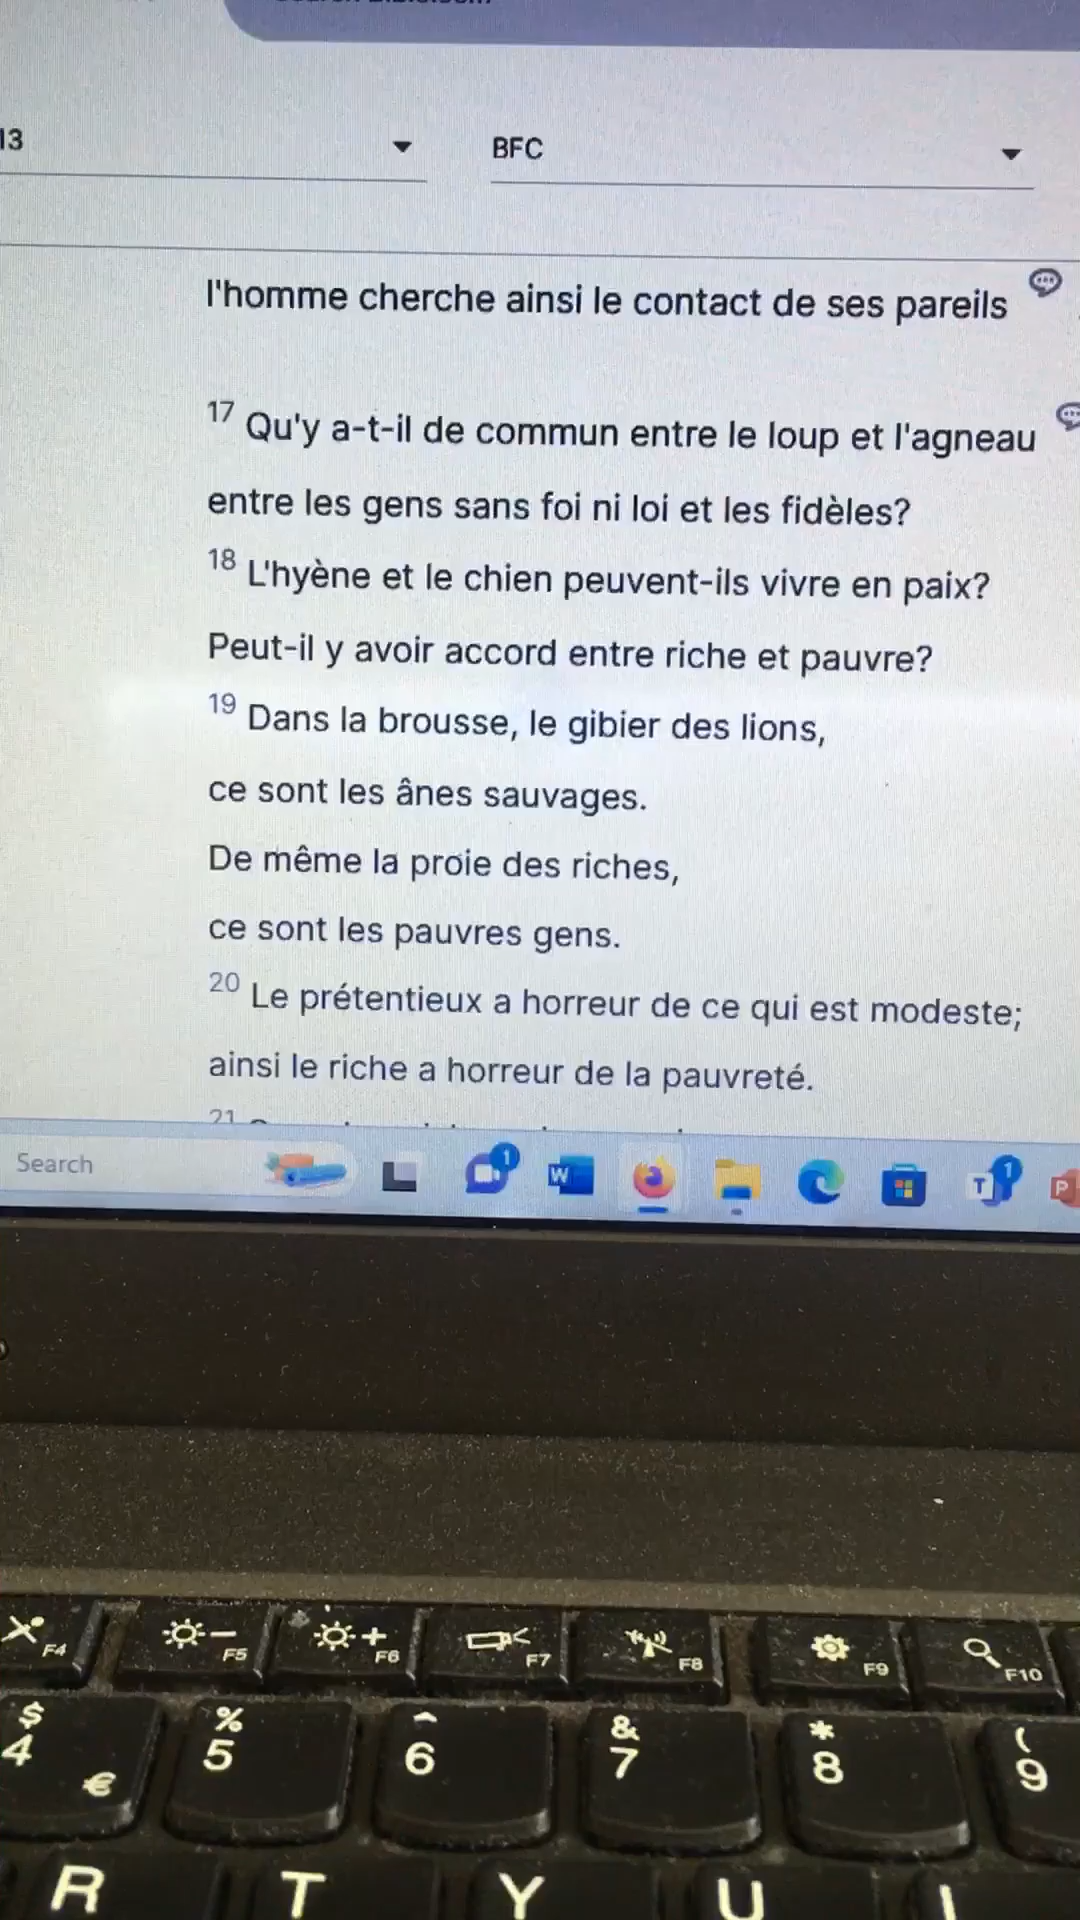 13
BFC
l'homme cherche ainsi le contact de ses pareils
17 Qu'y a-t-il de commun entre le loup et l'agneau
entre les gens sans foi ni loi et les fidèles?
18 L'hyène et le chien peuvent-ils vivre en paix?
Peut-il y avoir accord entre riche et pauvre?
19 Dans la brousse, le gibier des lions,
ce sont les ânes sauvages.
De même la proie des riches,
ce sont les pauvres gens.
20 Le prétentieux a horreur de ce qui est modeste;
ainsi le riche a horreur de la pauvreté.
21
Search
1
W
T
1
P
F4
F5
F6
F7
F8
F9
F10
$
4
€
%
5
^
6
&
7
*
8
(
9
R
T
Y
U
I